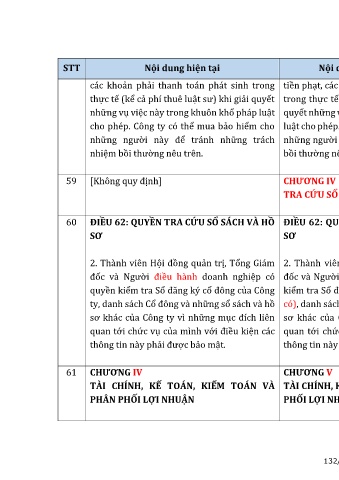 STT Nội dung hiện tại Nội d
các khoản phải thanh toán phát sinh trong tiền phạt, các
thực tế (kể cả phí thuê luật sư) khi giải quyết trong thực tế
những vụ việc này trong khuôn khổ pháp luật quyết những v
cho phép. Công ty có thể mua bảo hiểm cho luật cho phép.
những người này để tránh những trách những người
nhiệm bồi thường nêu trên. bồi thường nê
59 [Không quy định] CHƯƠNG IV
TRA CỨU SỔ
60 ĐIỀU 62: QUYỀN TRA CỨU SỔ SÁCH VÀ HỒ ĐIỀU 62: QU
SƠ SƠ
2. Thành viên Hội đồng quản trị, Tổng Giám 2. Thành viên
đốc và Người điều hành doanh nghiệp có đốc và Người
quyền kiểm tra Sổ đăng ký cổ đông của Công kiểm tra Sổ đ
ty, danh sách Cổ đông và những sổ sách và hồ có), danh sác
sơ khác của Công ty vì những mục đích liên sơ khác của
quan tới chức vụ của mình với điều kiện các quan tới chứ
thông tin này phải được bảo mật. thông tin này
61 CHƯƠNG IV CHƯƠNG V
TÀI CHÍNH, KẾ TOÁN, KIỂM TOÁN VÀ TÀI CHÍNH, K
PHÂN PHỐI LỢI NHUẬN PHỐI LỢI NH
132/